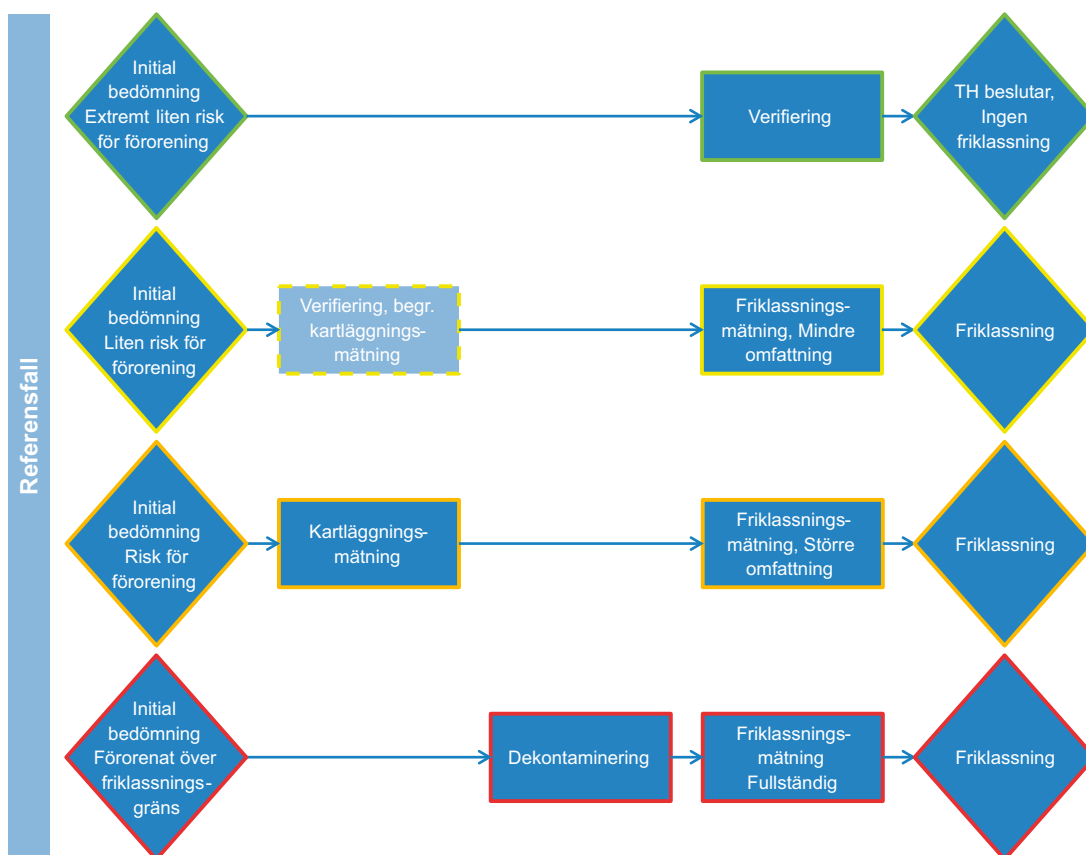 Referensfall
Initial
bedömning
Extremt liten risk
för förorening
Verifiering
TH beslutar,
Ingen
friklassning
Initial
bedömning
Liten risk för
förorening
Verifiering, begr.
kartläggnings-
mätning
Friklassnings-
mätning, Mindre
omfattning
Friklassning
Initial
bedömning
Risk för
förorening
Kartläggnings-
mätning
Friklassnings-
mätning, Större
omfattning
Friklassning
Initial
bedömning
Förorenat över
friklassnings-
gräns
Dekontaminering
Friklassnings-
mätning
Fullständig
Friklassning